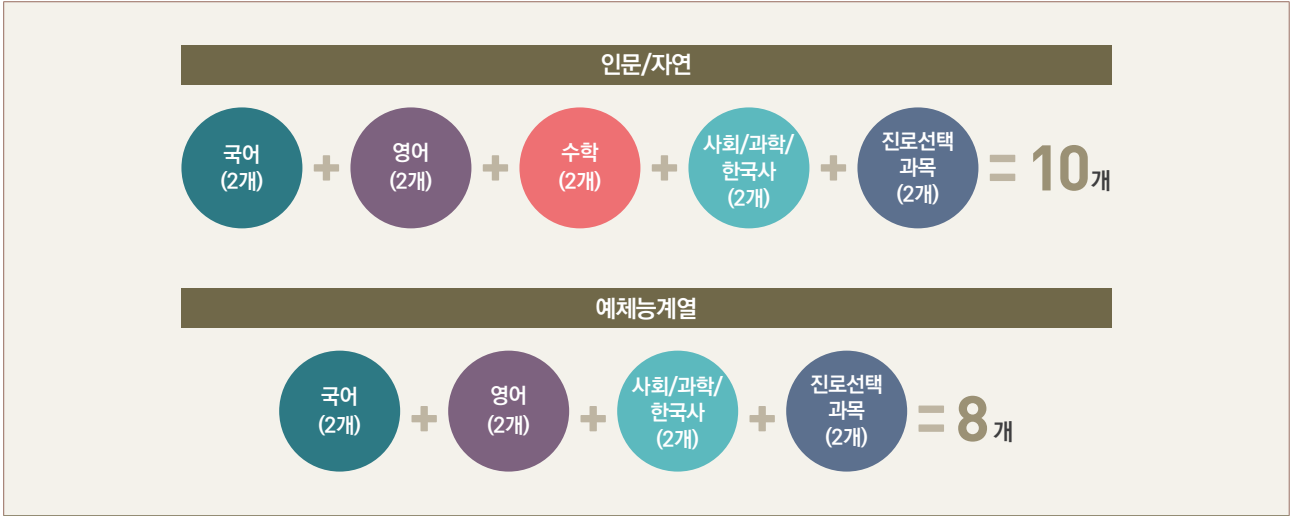 인문/자연
국어
(2개)
+
영어
(2개)
+
수학
(2개)
+
사회/과학/
한국사
(2개)
+
진로선택
과목
(2개)
= 10개
예체능계열
국어
(2개)
+
영어
(2개)
+
사회/과학/
한국사
(2개)
+
진로선택
과목
(2개)
= 8개